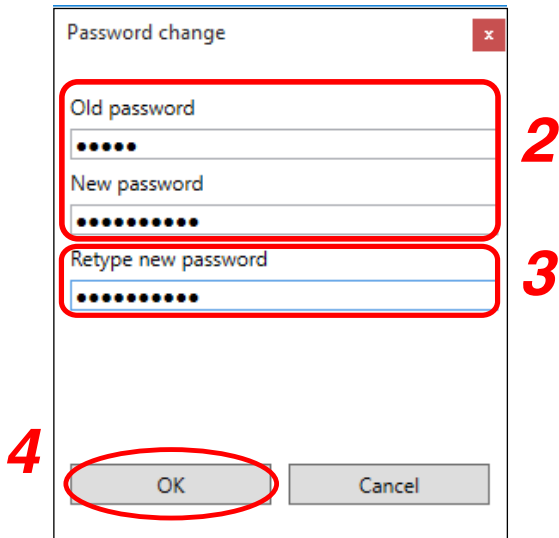 Password change
x
Old password
●●●●●
2
New password
●●●●●●●●●●
Retype new password
3
●●●●●●●●●●
4
OK
Cancel